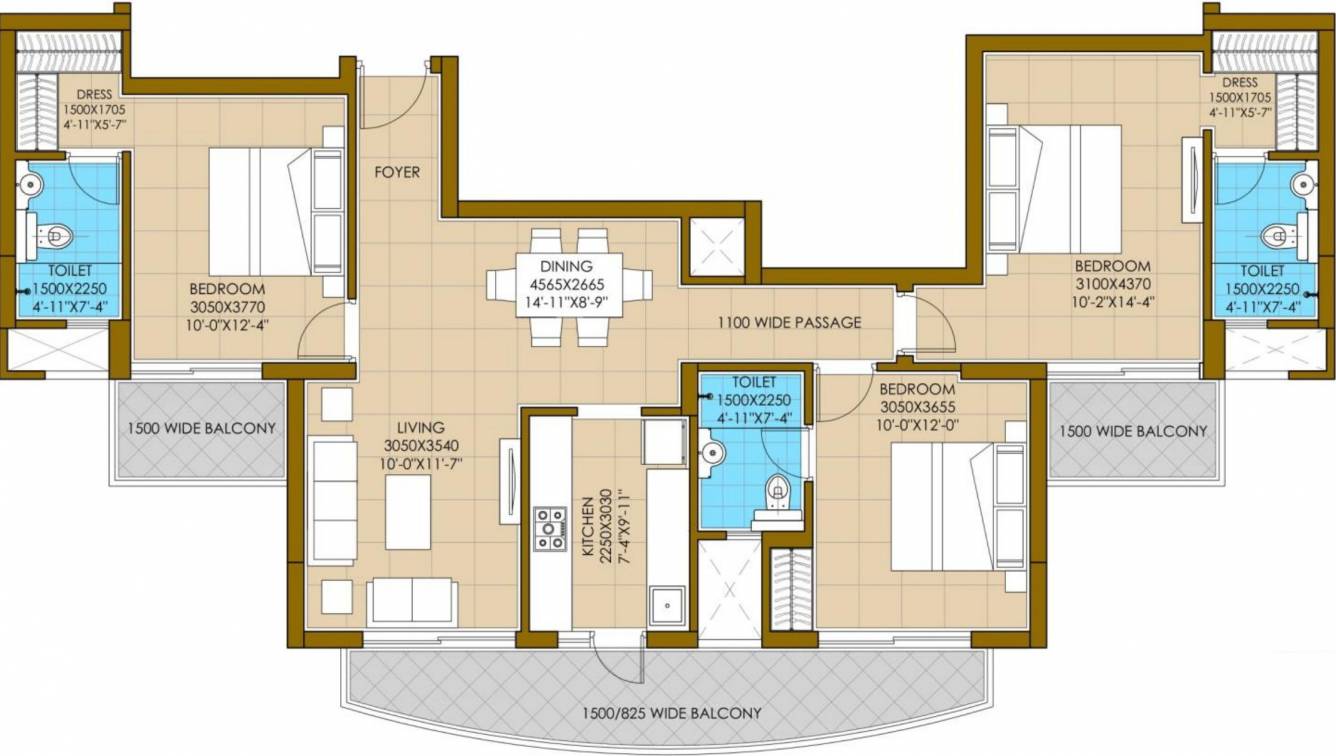 DRESS
1500X1705
4'-11"X5'-7"
FOYER
DRESS
1500X1705
4'-11"X5'-7"
TOILET
1500X2250
4'-11"X7'-4"
BEDROOM
3050X3770
10'-0"X12'-4"
DINING
4565X2665
14'-11"X8'-9"
1100 WIDE PASSAGE
BEDROOM
3100X4370
10'-2"X14'-4"
TOILET
1500X2250
4'-11"X7'-4"
1500 WIDE BALCONY
LIVING
3050X3540
10'-0"X11'-7"
KITCHEN
2250X3030
7'-4"X9'-11"
TOILET
1500X2250
4'-11"X7'-4"
BEDROOM
3050X3655
10'-0"X12'-0"
1500 WIDE BALCONY
1500/825 WIDE BALCONY